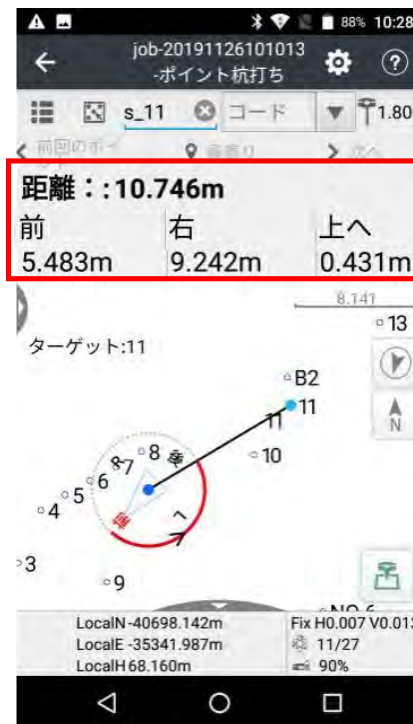 88% 10:28
job-20191126101013
-ポイント杭打ち
s_11 コード 1.80
距離：:10.746m
前 右 上へ
5.483m 9.242m 0.431m
8.141
13
ターゲット:11
B2
11
11
10
8
7
6
5
4
3
9
N
LocalN -40698.142m
LocalE -35341.987m
LocalH 68.160m
Fix H0.007 V0.013
11/27
90%